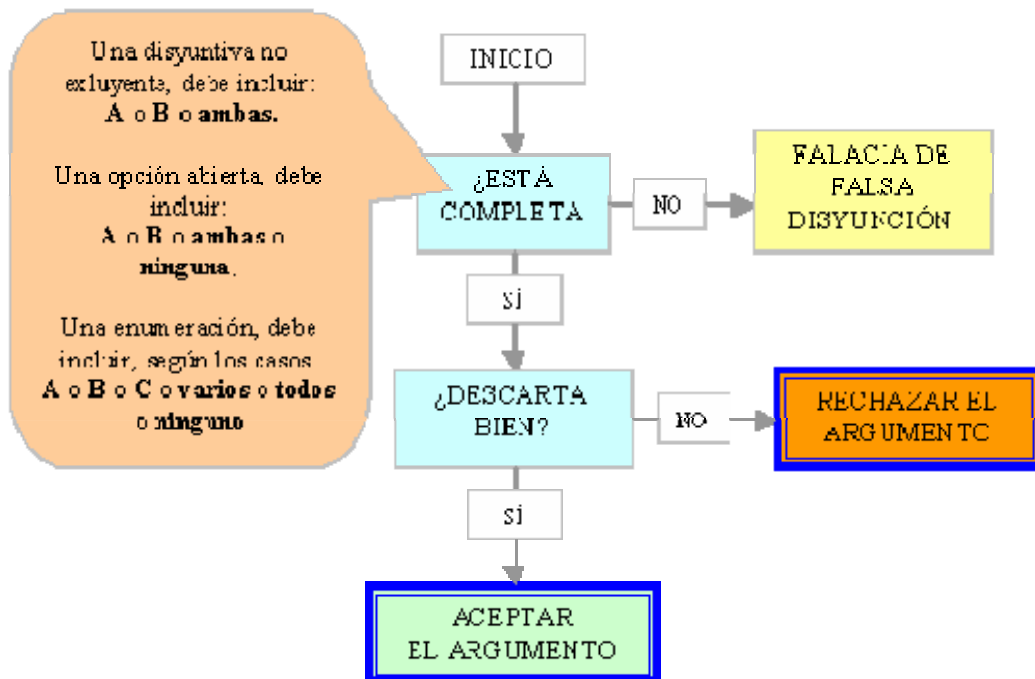 Una disyuntiva no
exluyente, debe incluir:
A o B o ambas.
Una opción abierta, debe
incluir:
A o B o ambas o
ninguna.
Una enumeración, debe
incluir, según los casos
A o B o C o varios o todos
o ninguno
INICIO
¿ESTÁ
COMPLETA
NO
FALACIA DE
FALSA
DISYUNCIÓN
SÍ
¿DESCARTA
BIEN?
NO
RECHAZAR EL
ARGUMENTO
SÍ
ACEPTAR
EL ARGUMENTO